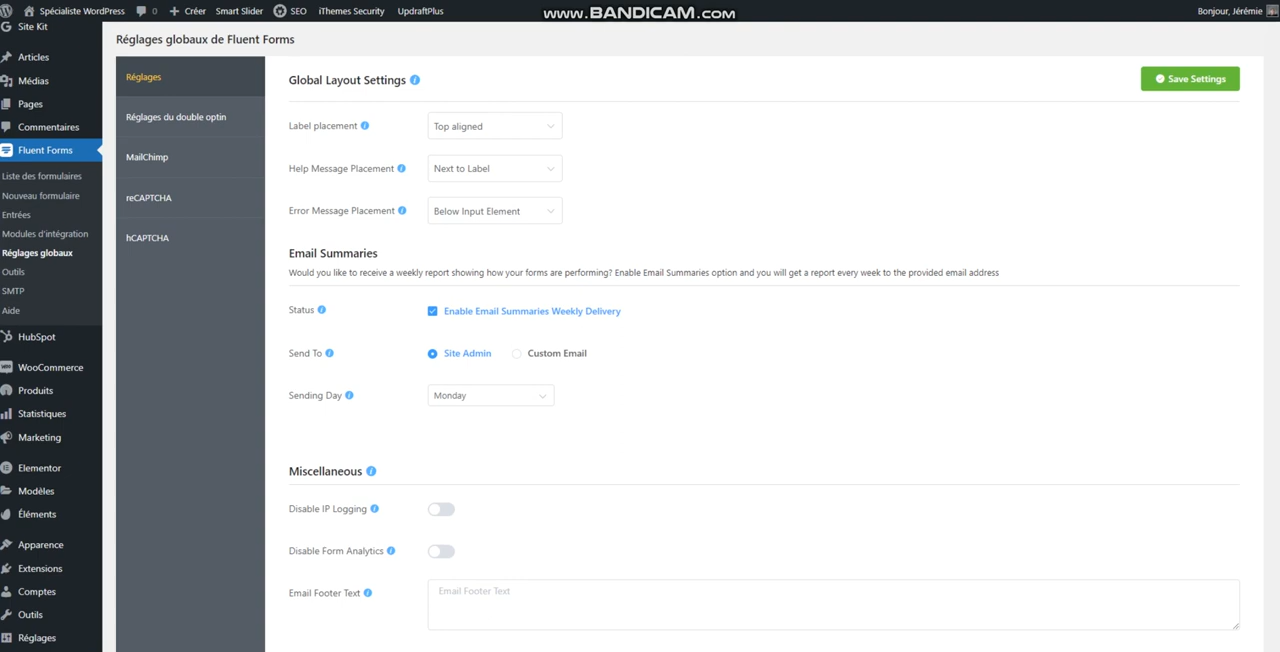 Spécialiste WordPress
0
Créer
Smart Slider
SEO
iThemes Security
UpdraftPlus
www.BANDICAM.com
Bonjour, Jérémie
Site Kit
Articles
Médias
Pages
Commentaires
Fluent Forms
Liste des formulaires
Nouveau formulaire
Entrées
Modules d'intégration
Réglages globaux
Outils
SMTP
Aide
HubSpot
WooCommerce
Produits
Statistiques
Marketing
Elementor
Modèles
Éléments
Apparence
Extensions
Comptes
Outils
Réglages
Réglages globaux de Fluent Forms
Réglages
Réglages du double optin
MailChimp
reCAPTCHA
hCAPTCHA
Global Layout Settings
Save Settings
Label placement
Top aligned
Help Message Placement
Next to Label
Error Message Placement
Below Input Element
Email Summaries
Would you like to receive a weekly report showing how your forms are performing? Enable Email Summaries option and you will get a report every week to the provided email address
Status
Enable Email Summaries Weekly Delivery
Send To
Site Admin
Custom Email
Sending Day
Monday
Miscellaneous
Disable IP Logging
Disable Form Analytics
Email Footer Text
Email Footer Text